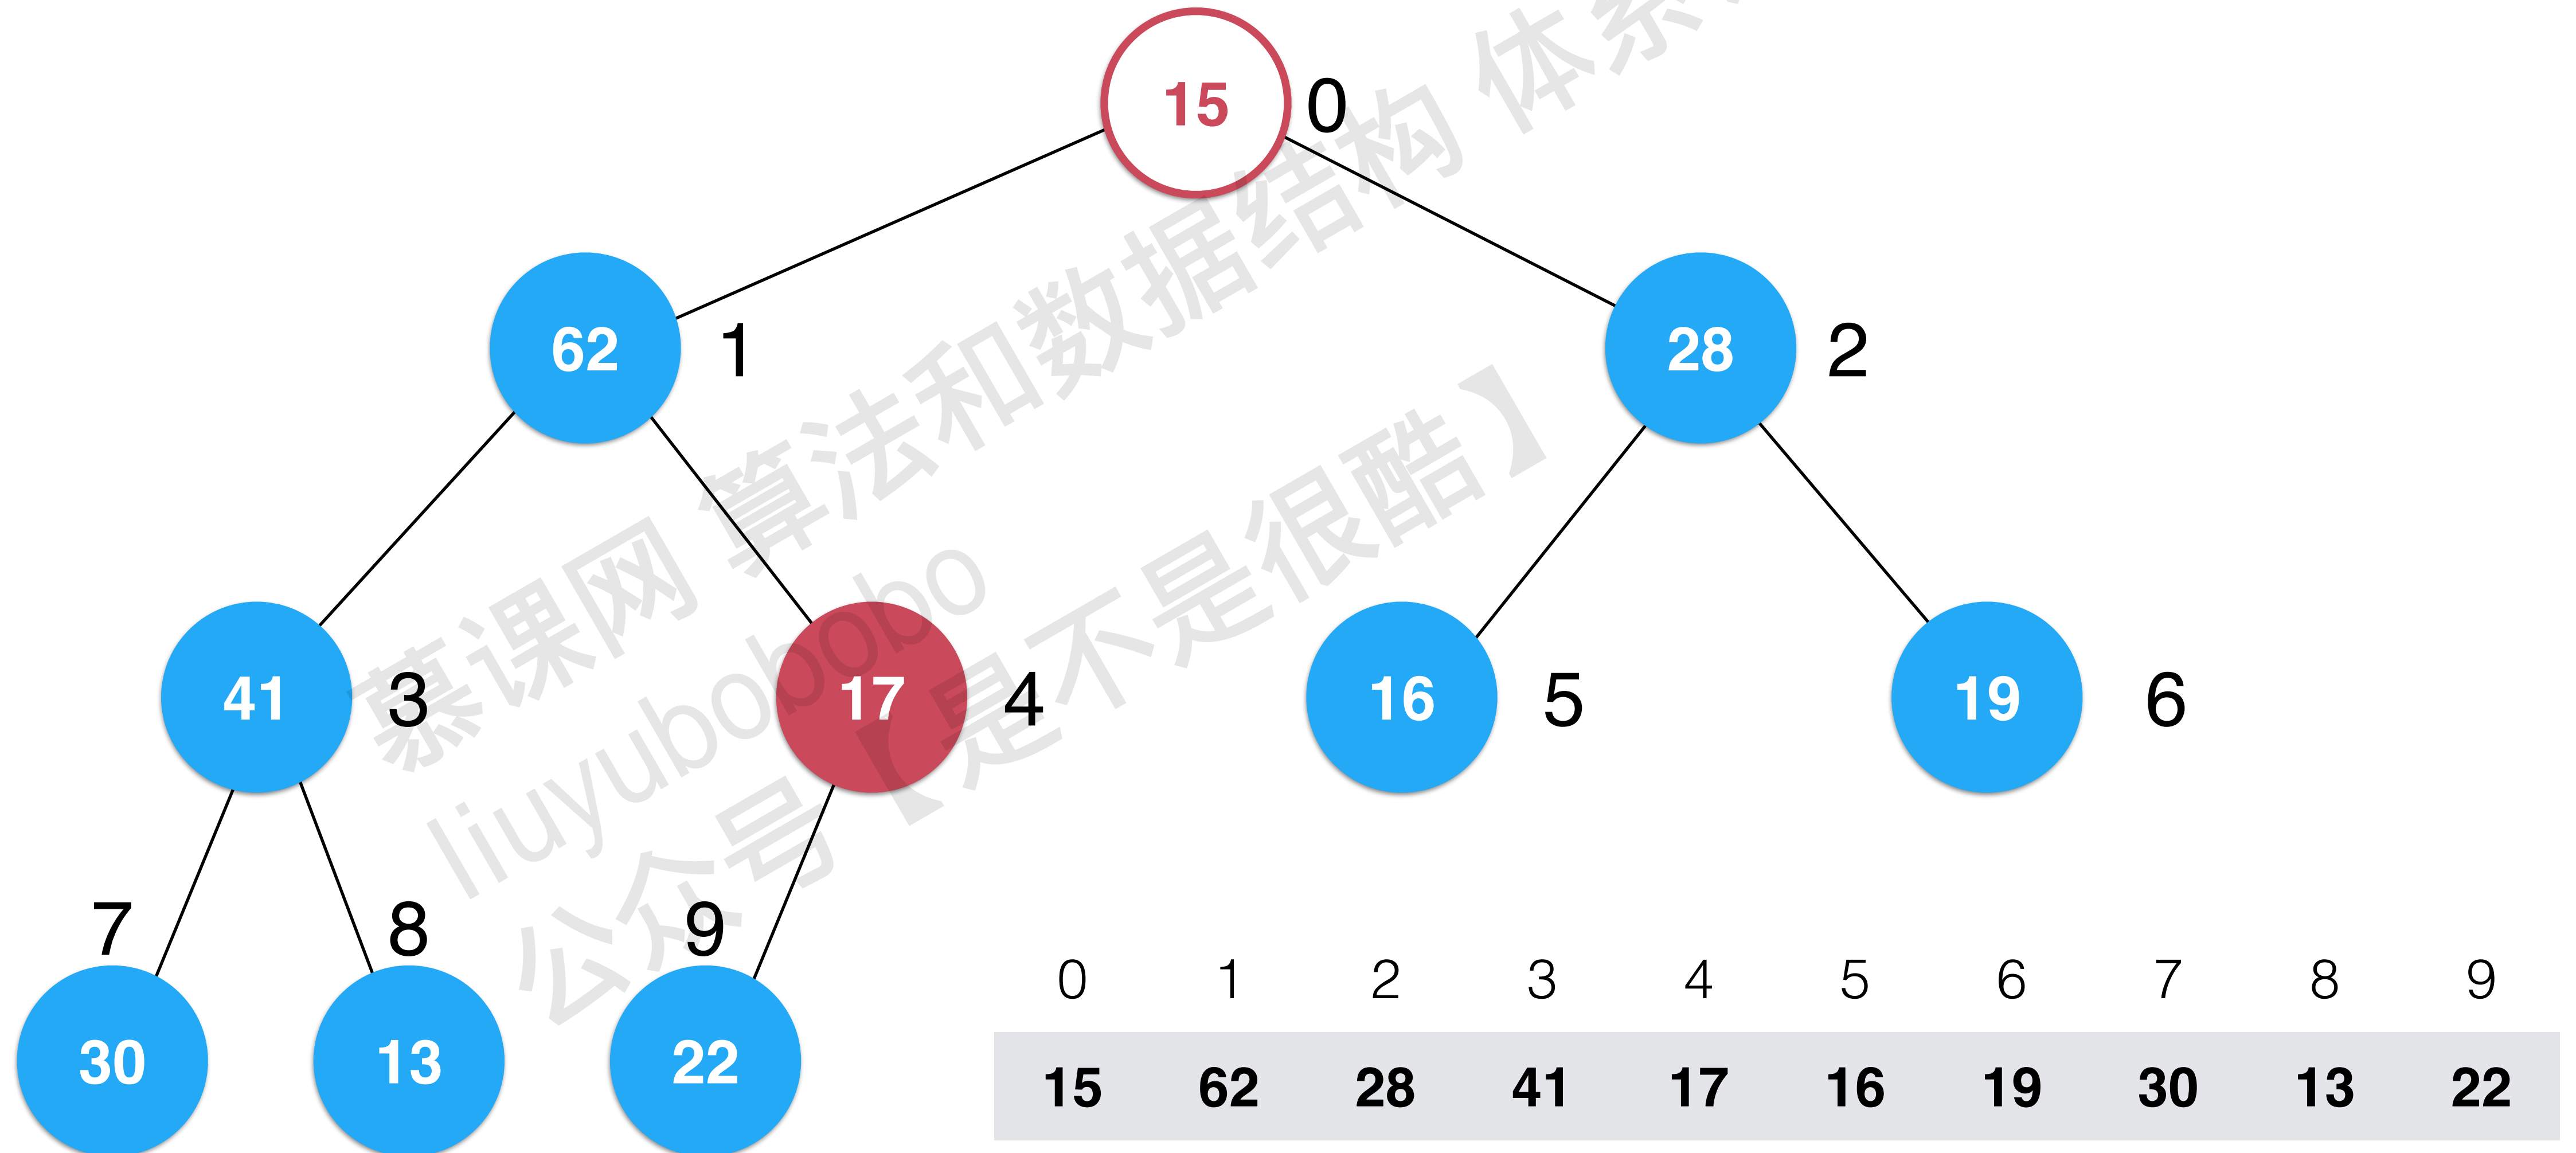 15 0
62 1 28 2
41 3 17 4 16 5 19 6
7 8 9
30 13 22
0 1 2 3 4 5 6 7 8 9
15 62 28 41 17 16 19 30 13 22
慕课网 算法和数据结构 体系
liuyubobobo
公众号【是不是很酷】